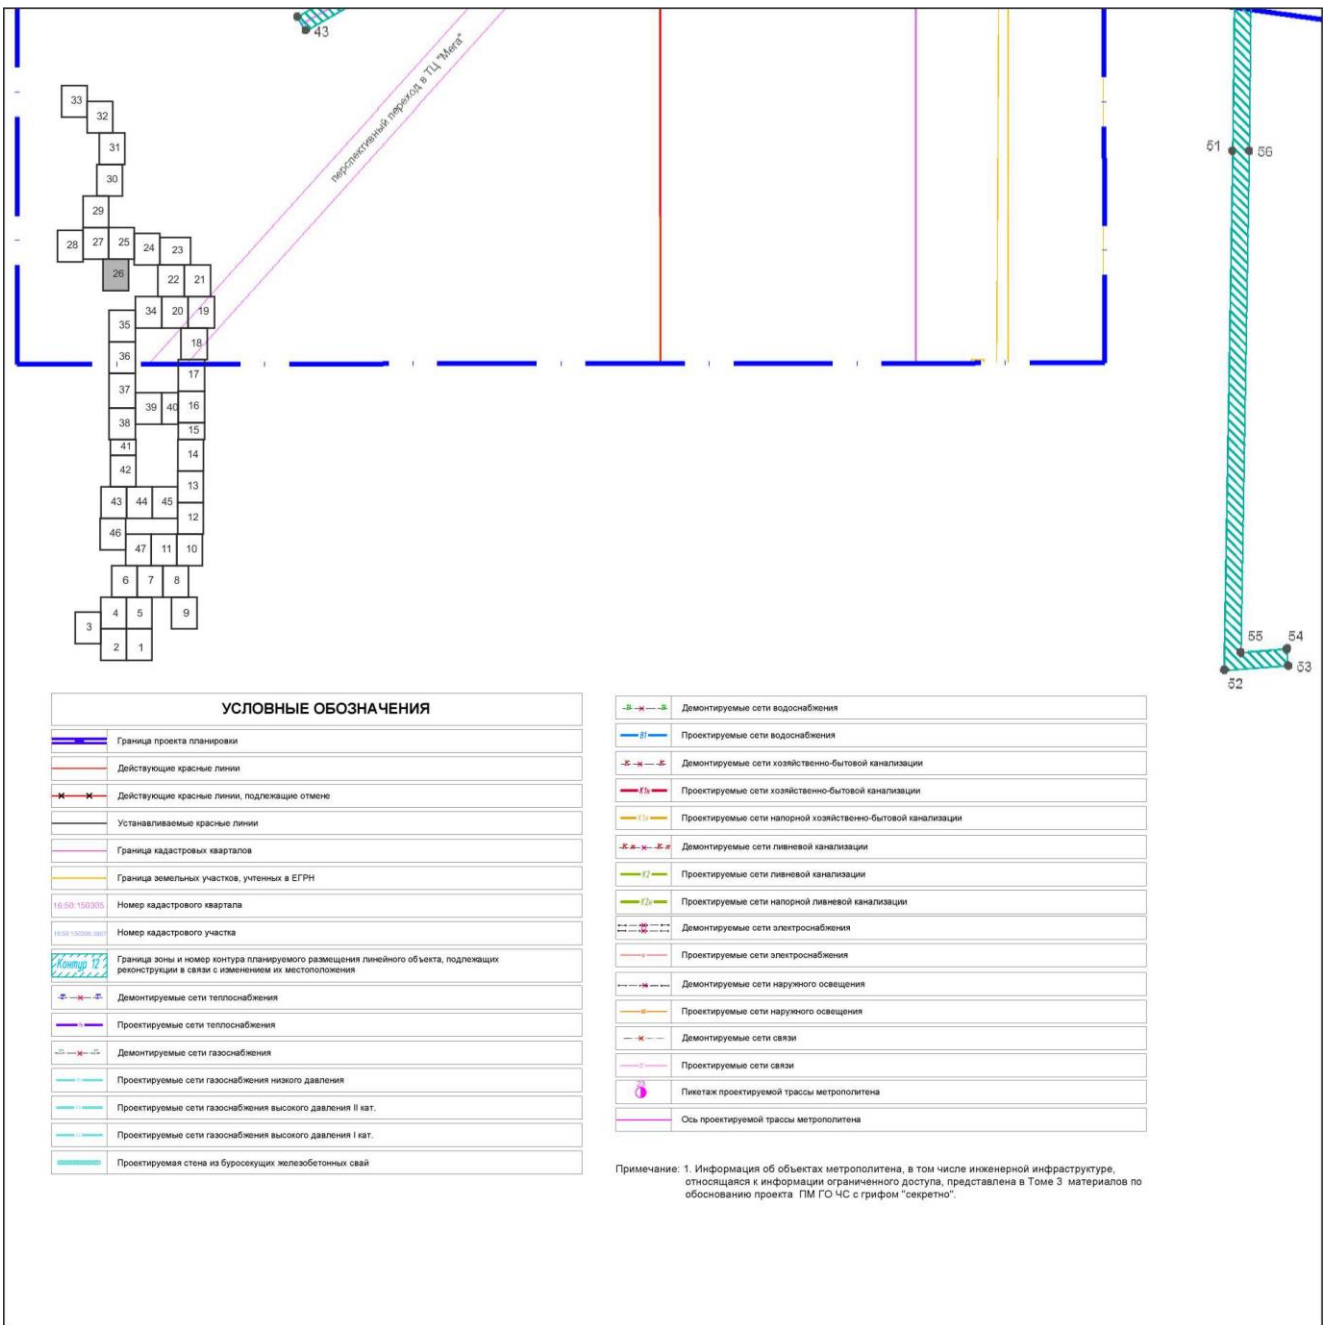 43
перспективный переход в ТЦ "Мега"
33
32
31
30
29
28
27
25
24
23
26
22
21
34
20
19
35
18
36
17
37
39
40
16
38
15
41
14
42
13
43
44
45
12
46
47
11
10
6
7
8
4
5
9
3
2
1
51
56
55
54
53
52
УСЛОВНЫЕ ОБОЗНАЧЕНИЯ
Граница проекта планировки
Действующие красные линии
Действующие красные линии, подлежащие отмене
Устанавливаемые красные линии
Граница кадастровых кварталов
Граница земельных участков, учтенных в ЕГРН
16:50:150305
Номер кадастрового квартала
Номер кадастрового участка
Контур 12
Граница зоны и номер контура планируемого размещения линейного объекта, подлежащих
реконструкции в связи с изменением их местоположения
Демонтируемые сети теплоснабжения
Проектируемые сети теплоснабжения
Демонтируемые сети газоснабжения
Проектируемые сети газоснабжения низкого давления
Проектируемые сети газоснабжения высокого давления II кат.
Проектируемые сети газоснабжения высокого давления I кат.
Проектируемая стена из буросекущих железобетонных свай
В В
Демонтируемые сети водоснабжения
В1
Проектируемые сети водоснабжения
К К
Демонтируемые сети хозяйственно-бытовой канализации
Проектируемые сети хозяйственно-бытовой канализации
Проектируемые сети напорной хозяйственно-бытовой канализации
Демонтируемые сети ливневой канализации
К2
Проектируемые сети ливневой канализации
К2н
Проектируемые сети напорной ливневой канализации
Демонтируемые сети электроснабжения
Проектируемые сети электроснабжения
Демонтируемые сети наружного освещения
Проектируемые сети наружного освещения
Демонтируемые сети связи
Проектируемые сети связи
Пикетаж проектируемой трассы метрополитена
Ось проектируемой трассы метрополитена
Примечание: 1. Информация об объектах метрополитена, в том числе инженерной инфраструктуре,
относящаяся к информации ограниченного доступа, представлена в Томе 3 материалов по
обоснованию проекта ПМ ГО ЧС с грифом "секретно".